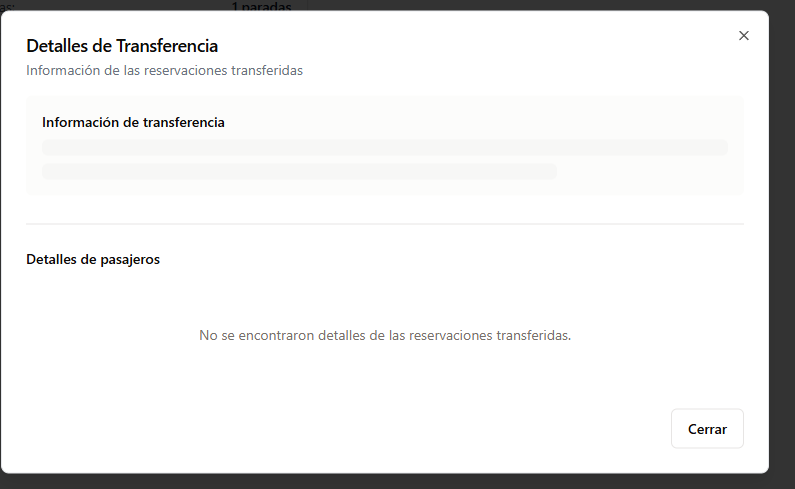 as:
1 paradas
Detalles de Transferencia
Información de las reservaciones transferidas
Información de transferencia
Detalles de pasajeros
No se encontraron detalles de las reservaciones transferidas.
Cerrar